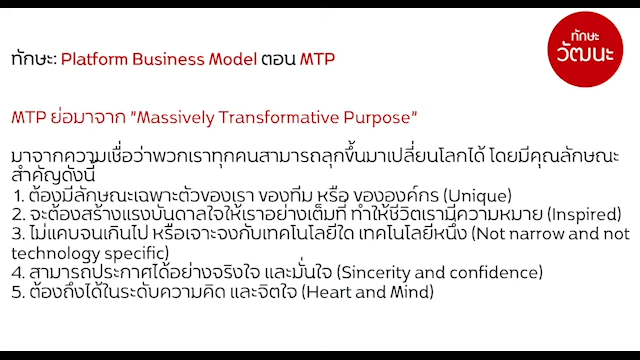 ทักษะ
วัฒนะ
ทักษะ: Platform Business Model ตอน MTP
MTP ย่อมาจาก "Massively Transformative Purpose"
มาจากความเชื่อว่าพวกเราทุกคนสามารถลุกขึ้นมาเปลี่ยนโลกได้ โดยมีคุณลักษณะ
สำคัญดังนี้
1. ต้องมีลักษณะเฉพาะตัวของเรา ของทีม หรือ ขององค์กร (Unique)
2. จะต้องสร้างแรงบันดาลใจให้เราอย่างเต็มที่ ทำให้ชีวิตเรามีความหมาย (Inspired)
3. ไม่แคบจนเกินไป หรือเจาะจงกับเทคโนโลยีใด เทคโนโลยีหนึ่ง (Not narrow and not
technology specific)
4. สามารถประกาศได้อย่างจริงใจ และมั่นใจ (Sincerity and confidence)
5. ต้องถึงได้ในระดับความคิด และจิตใจ (Heart and Mind)